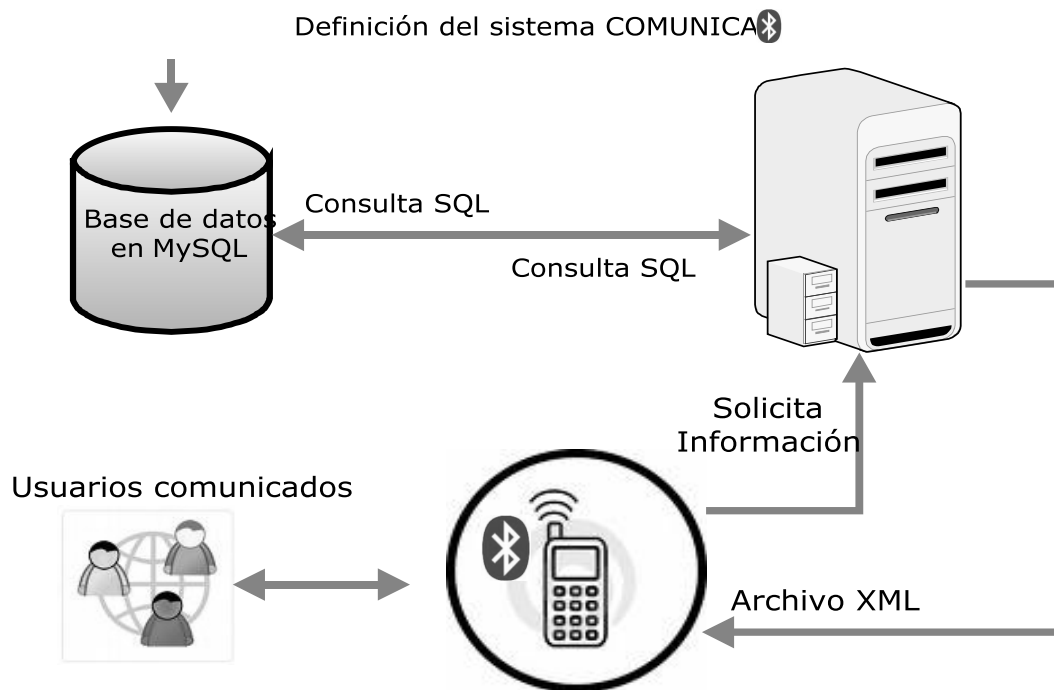 Definición del sistema COMUNICA
Base de datos
en MySQL
Consulta SQL
Consulta SQL
Solicita
Información
Usuarios comunicados
Archivo XML